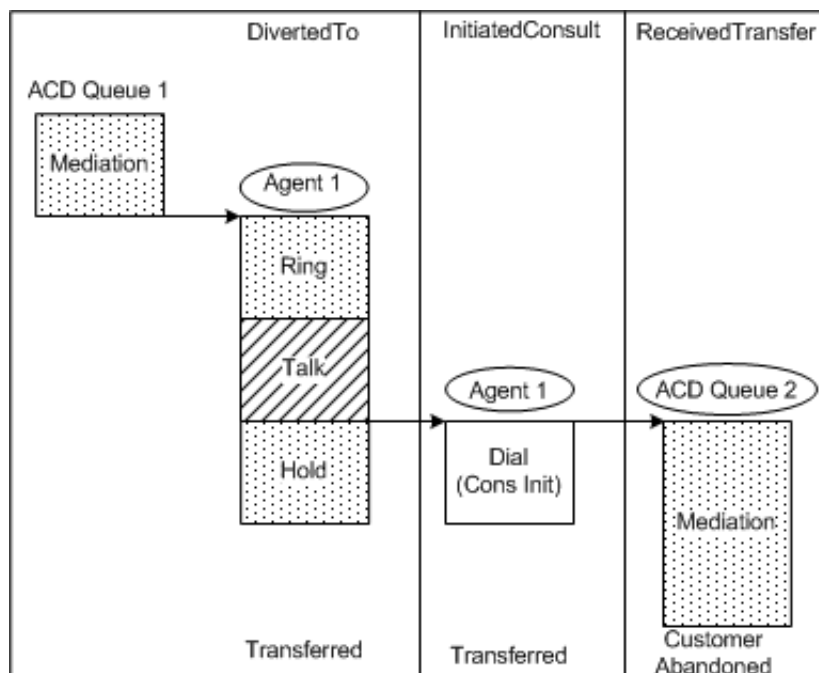 DivertedTo
InitiatedConsult
ReceivedTransfer
ACD Queue 1
Mediation
Agent 1
Ring
Talk
Hold
Agent 1
Dial
(Cons Init)
ACD Queue 2
Mediation
Transferred
Transferred
Customer
Abandoned